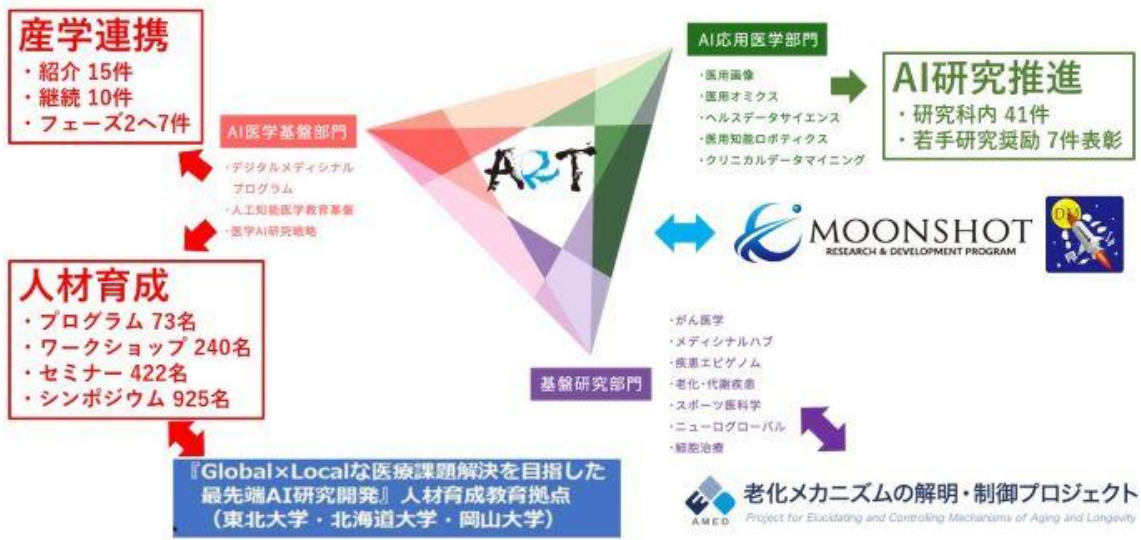 産学連携
・紹介 15件
・継続 10件
・フェーズ2へ7件
AI医学基盤部門
・デジタルメディシナル
プログラム
・人工知能医学教育基盤
・医学AI研究戦略
人材育成
・プログラム 73名
・ワークショップ 240名
・セミナー 422名
・シンポジウム 925名
『Global×Localな医療課題解決を目指した
最先端AI研究開発』人材育成教育拠点
（東北大学・北海道大学・岡山大学）
ART
AI応用医学部門
・医用画像
・医用オミクス
・ヘルスデータサイエンス
・医用知能ロボティクス
・クリニカルデータマイニング
AI研究推進
・研究科内 41件
・若手研究奨励 7件表彰
MOONSHOT
RESEARCH & DEVELOPMENT PROGRAM
DM
基盤研究部門
・がん医学
・メディシナルハブ
・疾患エピゲノム
・老化・代謝疾患
・スポーツ医科学
・ニューログローバル
・細胞治療
AMED
老化メカニズムの解明・制御プロジェクト
Project for Elucidating and Controlling Mechanisms of Aging and Longevity